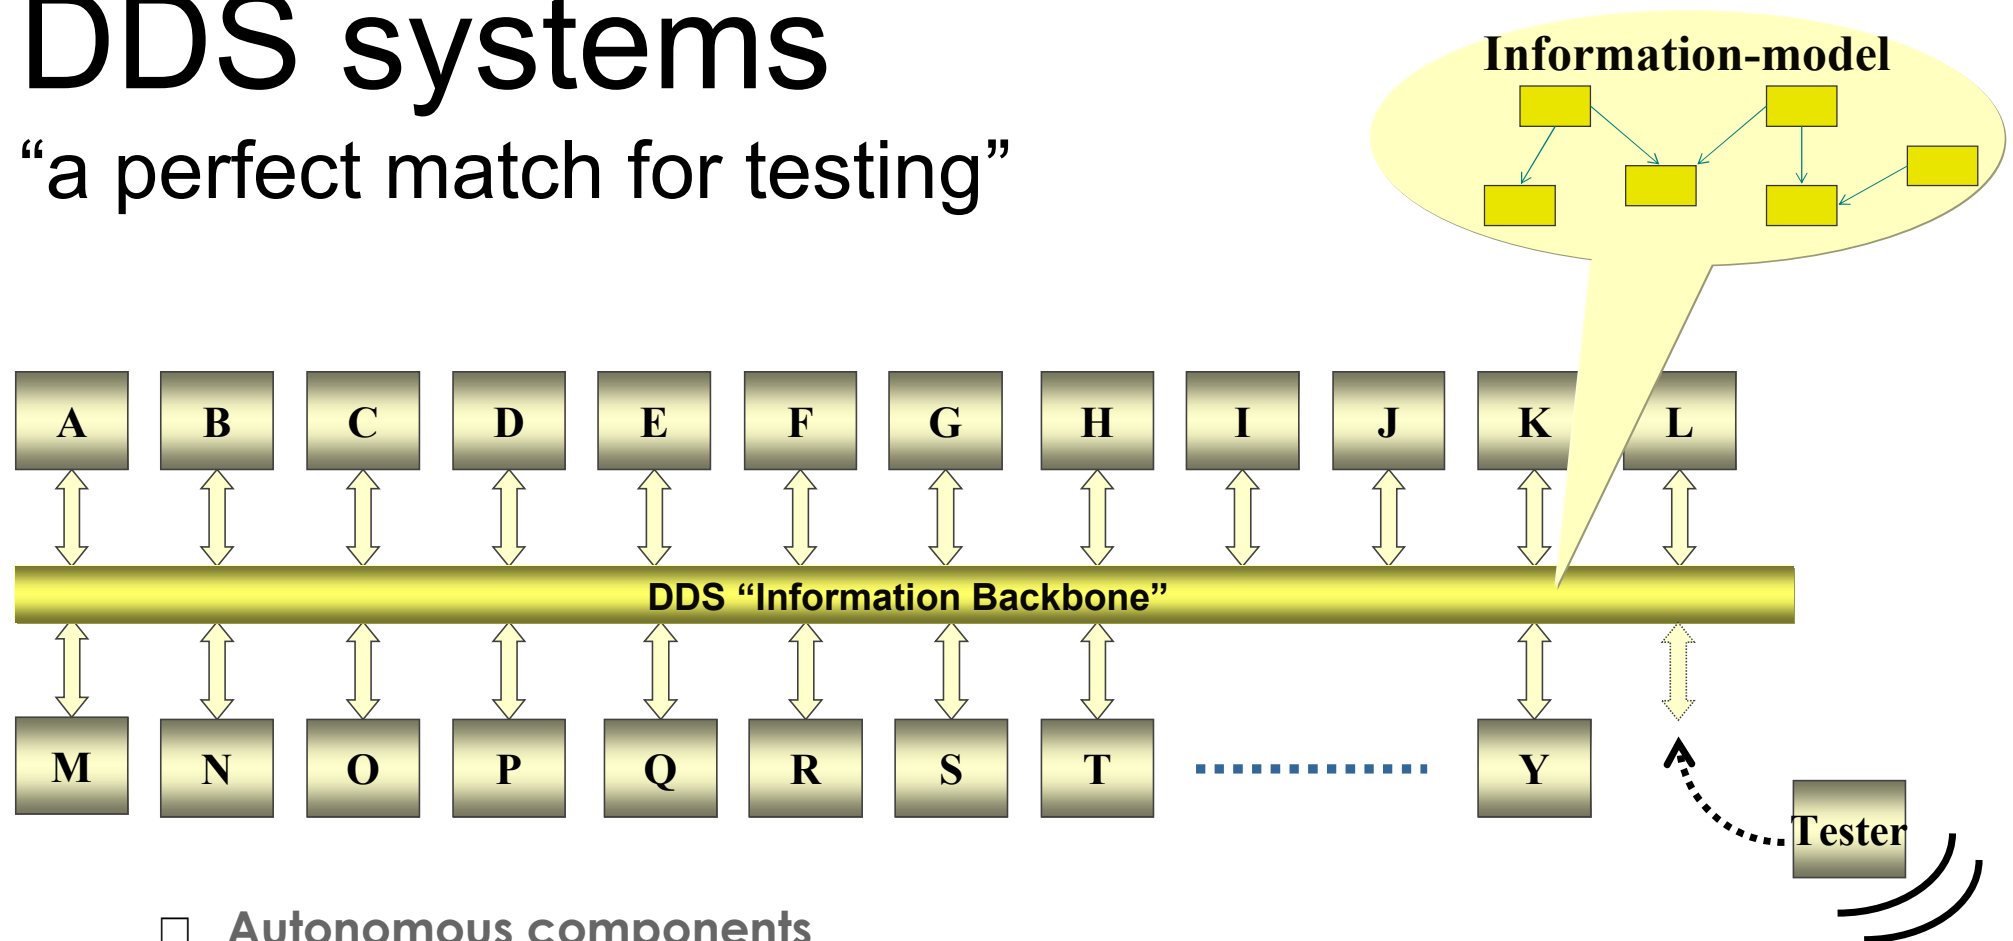 DDS systems
“a perfect match for testing”
Information-model
A B C D E F G H I J K L
DDS “Information Backbone”
M N O P Q R S T Y
Tester
Autonomous components